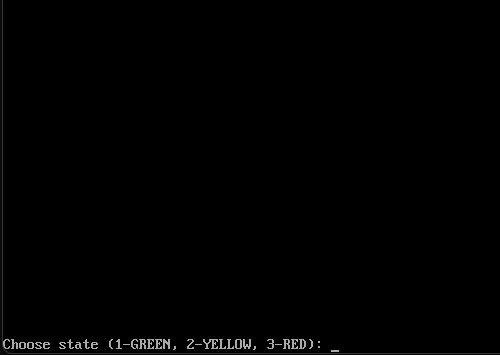 Choose state (1-GREEN, 2-YELLOW, 3-RED): _